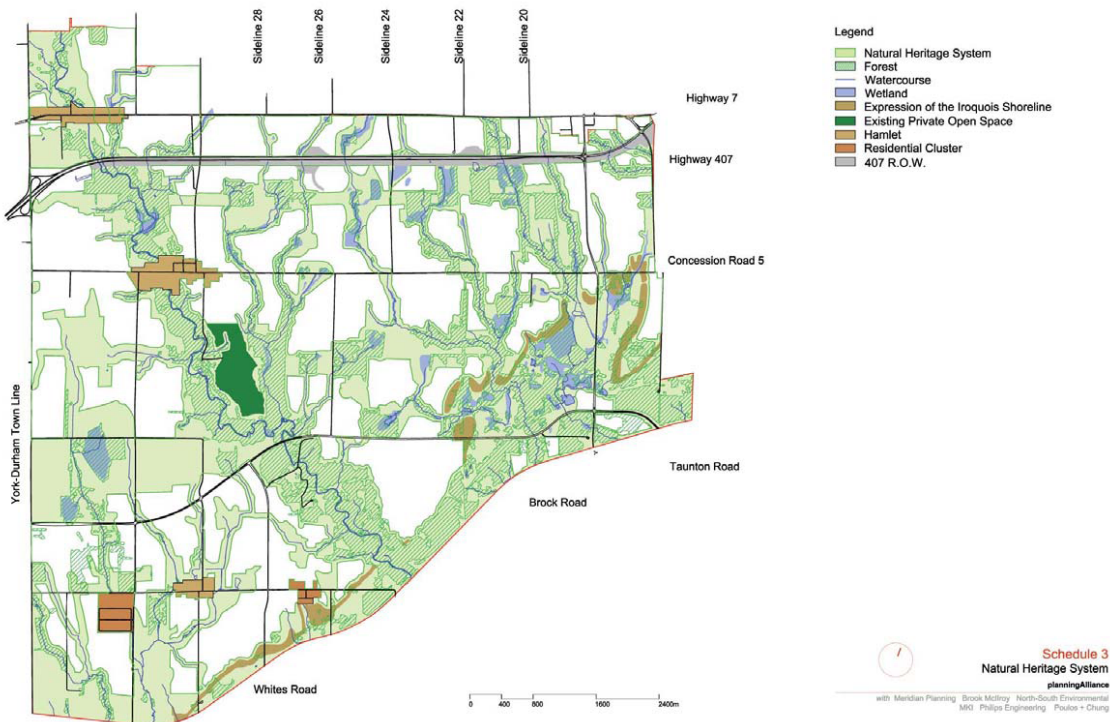 Sideline 28
Sideline 26
Sideline 24
Sideline 22
Sideline 20
Highway 7
Highway 407
Concession Road 5
Taunton Road
Brock Road
Whites Road
York-Durham Town Line
Legend
Natural Heritage System
Forest
Watercourse
Wetland
Expression of the Iroquois Shoreline
Existing Private Open Space
Hamlet
Residential Cluster
407 R.O.W.
0 400 800 1600 2400m
Schedule 3
Natural Heritage System
planningAlliance
with Meridian Planning Brook McIlroy North-South Environmental
MKI Philips Engineering Poulos + Chung